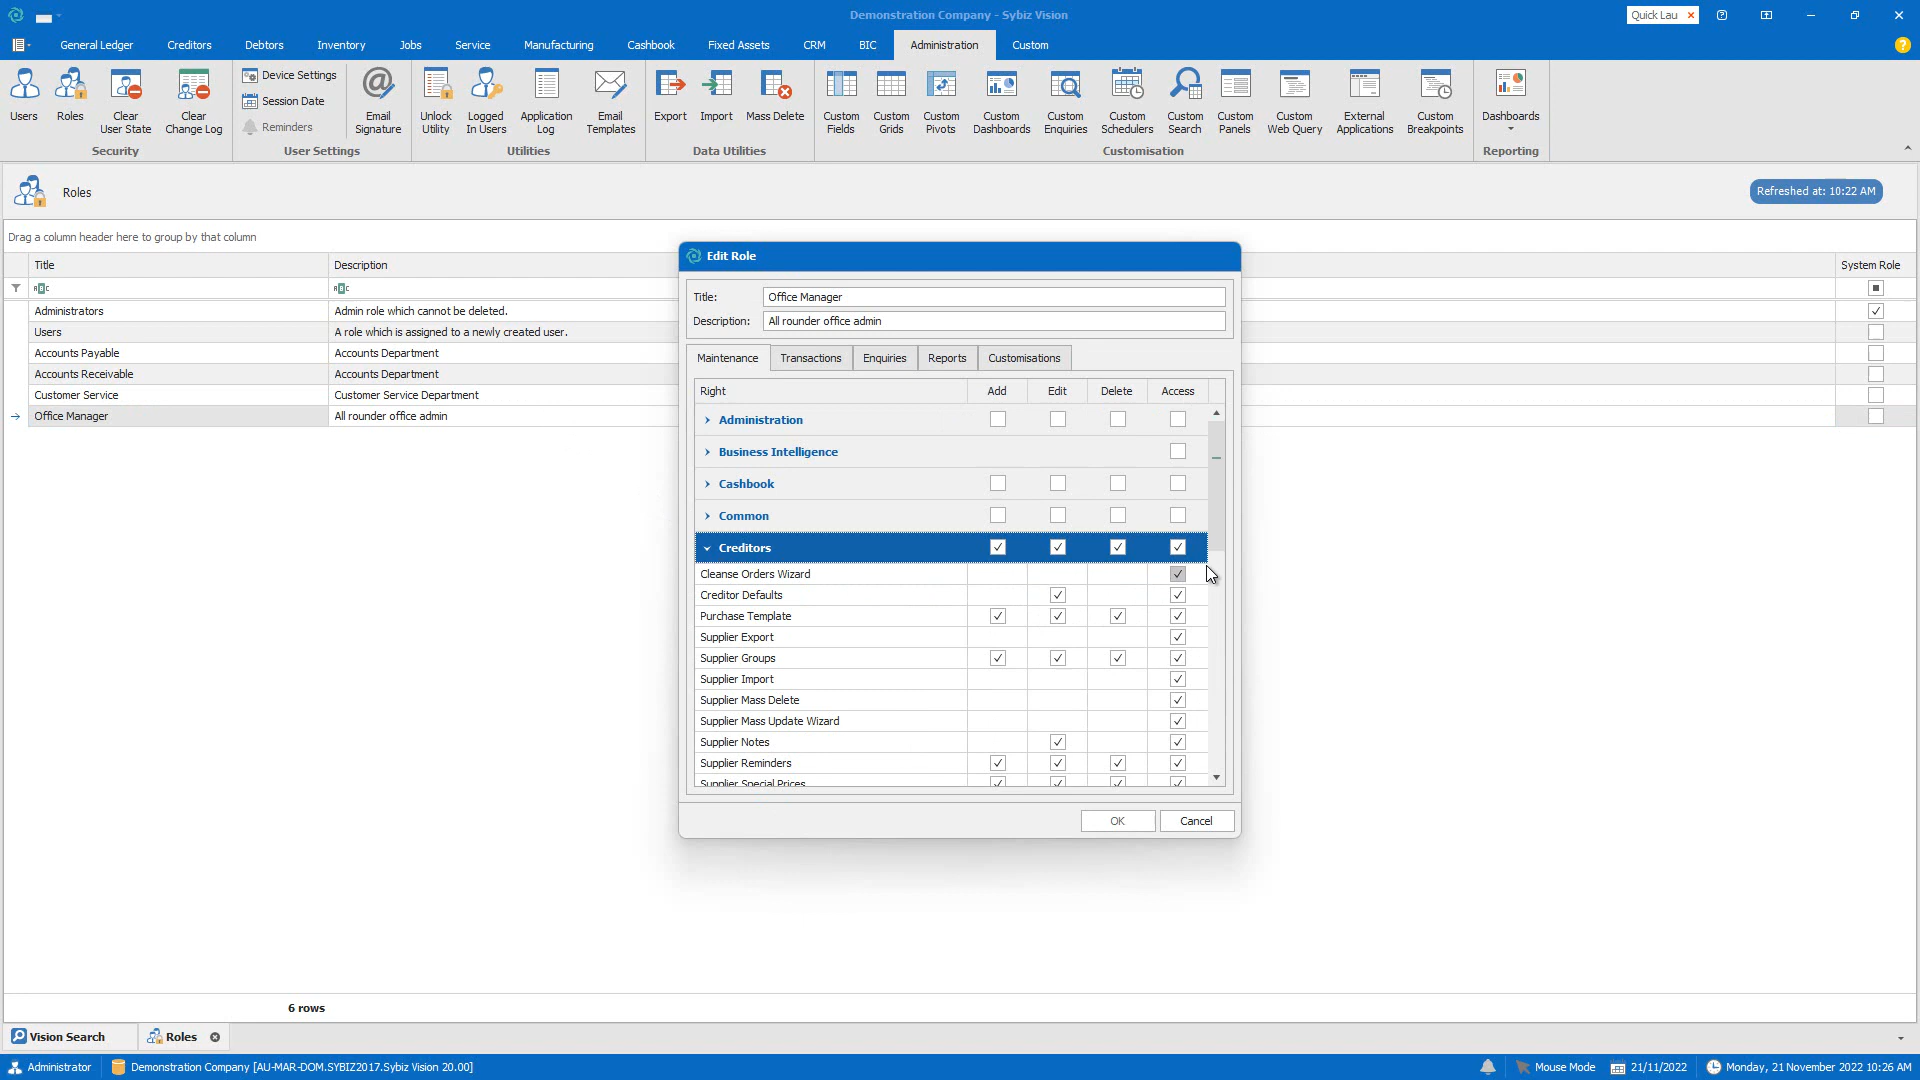 Demonstration Company - Sybiz Vision
Quick Lau
General Ledger
Creditors
Debtors
Inventory
Jobs
Service
Manufacturing
Cashbook
Fixed Assets
CRM
BIC
Administration
Custom
Users
Roles
Clear
User State
Clear
Change Log
Security
Device Settings
Session Date
Reminders
Email
Signature
User Settings
Unlock
Utility
Logged
In Users
Application
Log
Email
Templates
Utilities
Export
Import
Mass Delete
Data Utilities
Custom
Fields
Custom
Grids
Custom
Pivots
Custom
Dashboards
Custom
Enquiries
Custom
Schedulers
Custom
Search
Custom
Panels
Custom
Web Query
External
Applications
Custom
Breakpoints
Customisation
Dashboards
Reporting
Roles
Refreshed at: 10:22 AM
Drag a column header here to group by that column
Title
Description
System Role
Administrators
Admin role which cannot be deleted.
Users
A role which is assigned to a newly created user.
Accounts Payable
Accounts Department
Accounts Receivable
Accounts Department
Customer Service
Customer Service Department
Office Manager
All rounder office admin
Edit Role
Title:
Office Manager
Description:
All rounder office admin
Maintenance
Transactions
Enquiries
Reports
Customisations
Right
Add
Edit
Delete
Access
Administration
Business Intelligence
Cashbook
Common
Creditors
Cleanse Orders Wizard
Creditor Defaults
Purchase Template
Supplier Export
Supplier Groups
Supplier Import
Supplier Mass Delete
Supplier Mass Update Wizard
Supplier Notes
Supplier Reminders
Supplier Special Prices
OK
Cancel
6 rows
Vision Search
Roles
Administrator
Demonstration Company [AU-MAR-DOM.SYBIZ2017.Sybiz Vision 20.00]
Mouse Mode
21/11/2022
Monday, 21 November 2022 10:26 AM